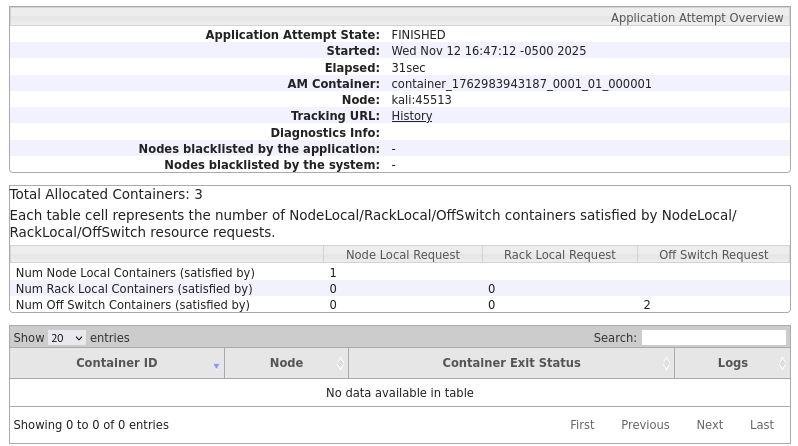 Application Attempt Overview
Application Attempt State: FINISHED
Started: Wed Nov 12 16:47:12 -0500 2025
Elapsed: 31sec
AM Container: container_1762983943187_0001_01_000001
Node: kali:45513
Tracking URL: History
Diagnostics Info:
Nodes blacklisted by the application: -
Nodes blacklisted by the system: -
Total Allocated Containers: 3
Each table cell represents the number of NodeLocal/RackLocal/OffSwitch containers satisfied by NodeLocal/
RackLocal/OffSwitch resource requests.
Node Local Request Rack Local Request Off Switch Request
Num Node Local Containers (satisfied by) 1
Num Rack Local Containers (satisfied by) 0 0
Num Off Switch Containers (satisfied by) 0 0 2
Show 20 entries Search:
Container ID Node Container Exit Status Logs
No data available in table
Showing 0 to 0 of 0 entries First Previous Next Last